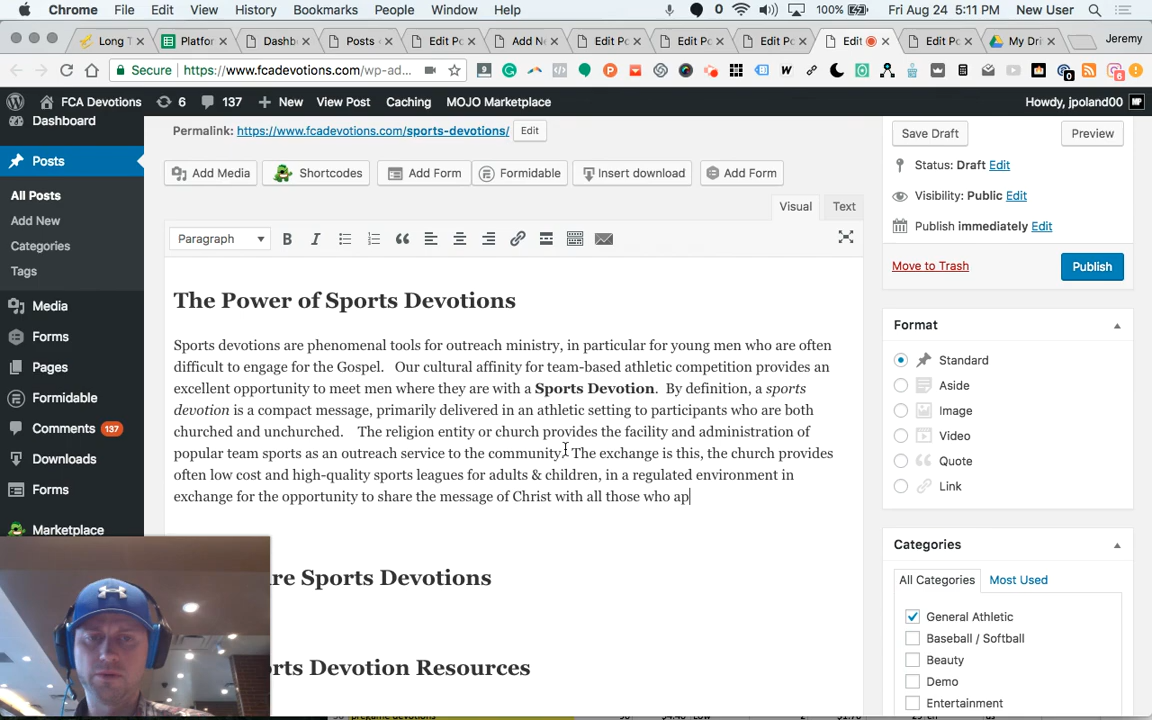 Chrome File Edit View History Bookmarks People Window Help 0 100% Fri Aug 24 5:11 PM New User
Long T Platfor Dashb Posts Edit Po Add Ne Edit Po Edit Po Edit Po Edit Edit Po My Dri Jeremy
Secure https://www.fcadevotions.com/wp-ad...
FCA Devotions 6 137 New View Post Caching MOJO Marketplace Howdy, jpoland00
Dashboard
Posts
All Posts
Add New
Categories
Tags
Media
Forms
Pages
Formidable
Comments 137
Downloads
Marketplace
Permalink: https://www.fcadevotions.com/sports-devotions/ Edit
Add Media Shortcodes Add Form Formidable Insert download Add Form
Visual Text
Paragraph
The Power of Sports Devotions
Sports devotions are phenomenal tools for outreach ministry, in particular for young men who are often
difficult to engage for the Gospel. Our cultural affinity for team-based athletic competition provides an
excellent opportunity to meet men where they are with a Sports Devotion. By definition, a sports
devotion is a compact message, primarily delivered in an athletic setting to participants who are both
churched and unchurched. The religion entity or church provides the facility and administration of
popular team sports as an outreach service to the community. The exchange is this, the church provides
often low cost and high-quality sports leagues for adults & children, in a regulated environment in
exchange for the opportunity to share the message of Christ with all those who ap
re Sports Devotions
rts Devotion Resources
Save Draft Preview
Status: Draft Edit
Visibility: Public Edit
Publish immediately Edit
Move to Trash Publish
Format
Standard
Aside
Image
Video
Quote
Link
Categories
All Categories Most Used
General Athletic
Baseball / Softball
Beauty
Demo
Entertainment